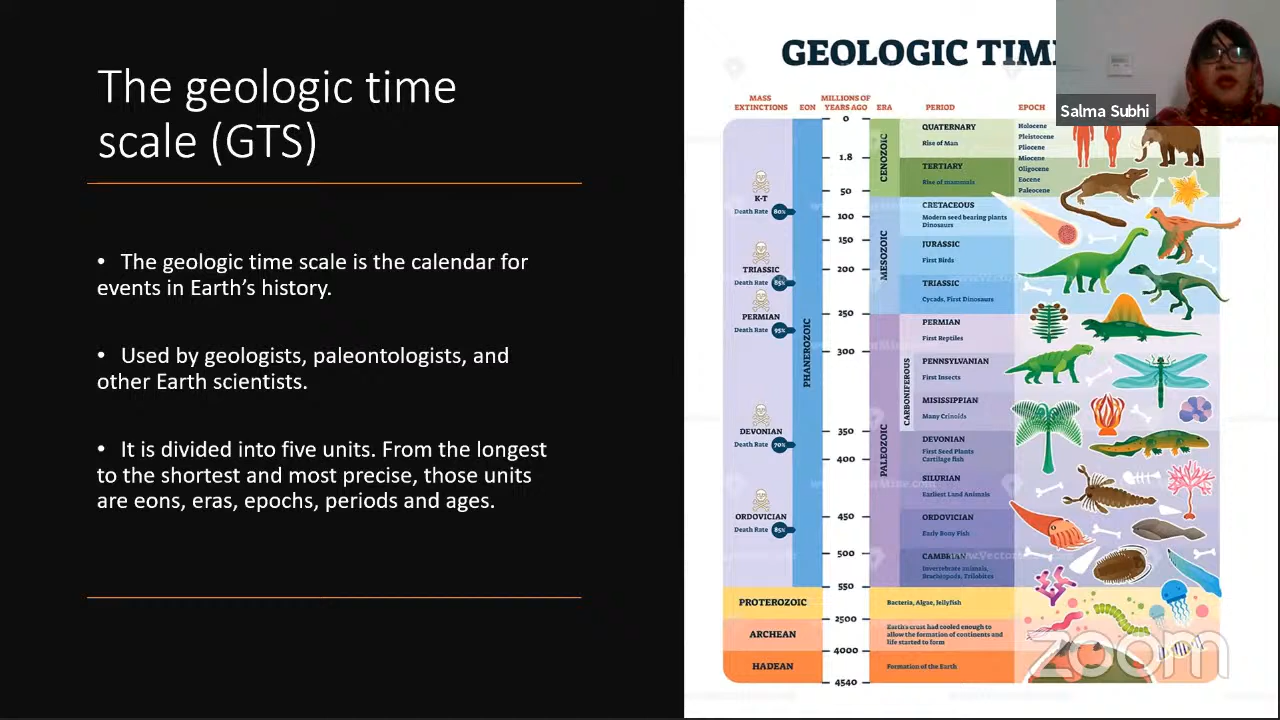 The geologic time
scale (GTS)
• The geologic time scale is the calendar for
events in Earth's history.
• Used by geologists, paleontologists, and
other Earth scientists.
• It is divided into five units. From the longest
to the shortest and most precise, those units
are eons, eras, epochs, periods and ages.
GEOLOGIC
Salma Subhi
MASS
EXTINCTIONS
EON
MILLIONS OF
YEARS AGO
ERA
PERIOD
EPOCH
K-T
Death Rate 80%
TRIASSIC
Death Rate 85%
PERMIAN
Death Rate 95%
DEVONIAN
Death Rate 70%
ORDOVICIAN
Death Rate 85%
PHANEROZOIC
0
1.8
50
100
150
200
250
300
350
400
450
500
550
2500
4000
4540
CENOZOIC
MESOZOIC
PALEOZOIC
CARBONIFEROUS
QUATERNARY
Rise of Man
TERTIARY
Rise of mammals
CRETACEOUS
Modern seed bearing plants
Dinosaurs
JURASSIC
First Birds
TRIASSIC
Cycads, First Dinosaurs
PERMIAN
First Reptiles
PENNSYLVANIAN
First Insects
MISISSIPPIAN
Many Crinoids
DEVONIAN
First Seed Plants
Cartilage fish
SILURIAN
Earliest Land Animals
ORDOVICIAN
Early Bony Fish
CAMBRIAN
Invertebrate animals,
Brachiopods, Trilobites
Holocene
Pleistocene
Pliocene
Miocene
Oligocene
Eocene
Paleocene
PROTEROZOIC
Bacteria, Algae, Jellyfish
ARCHEAN
Earth's crust had cooled enough to
allow the formation of continents and
life started to form
HADEAN
Formation of the Earth
zoom